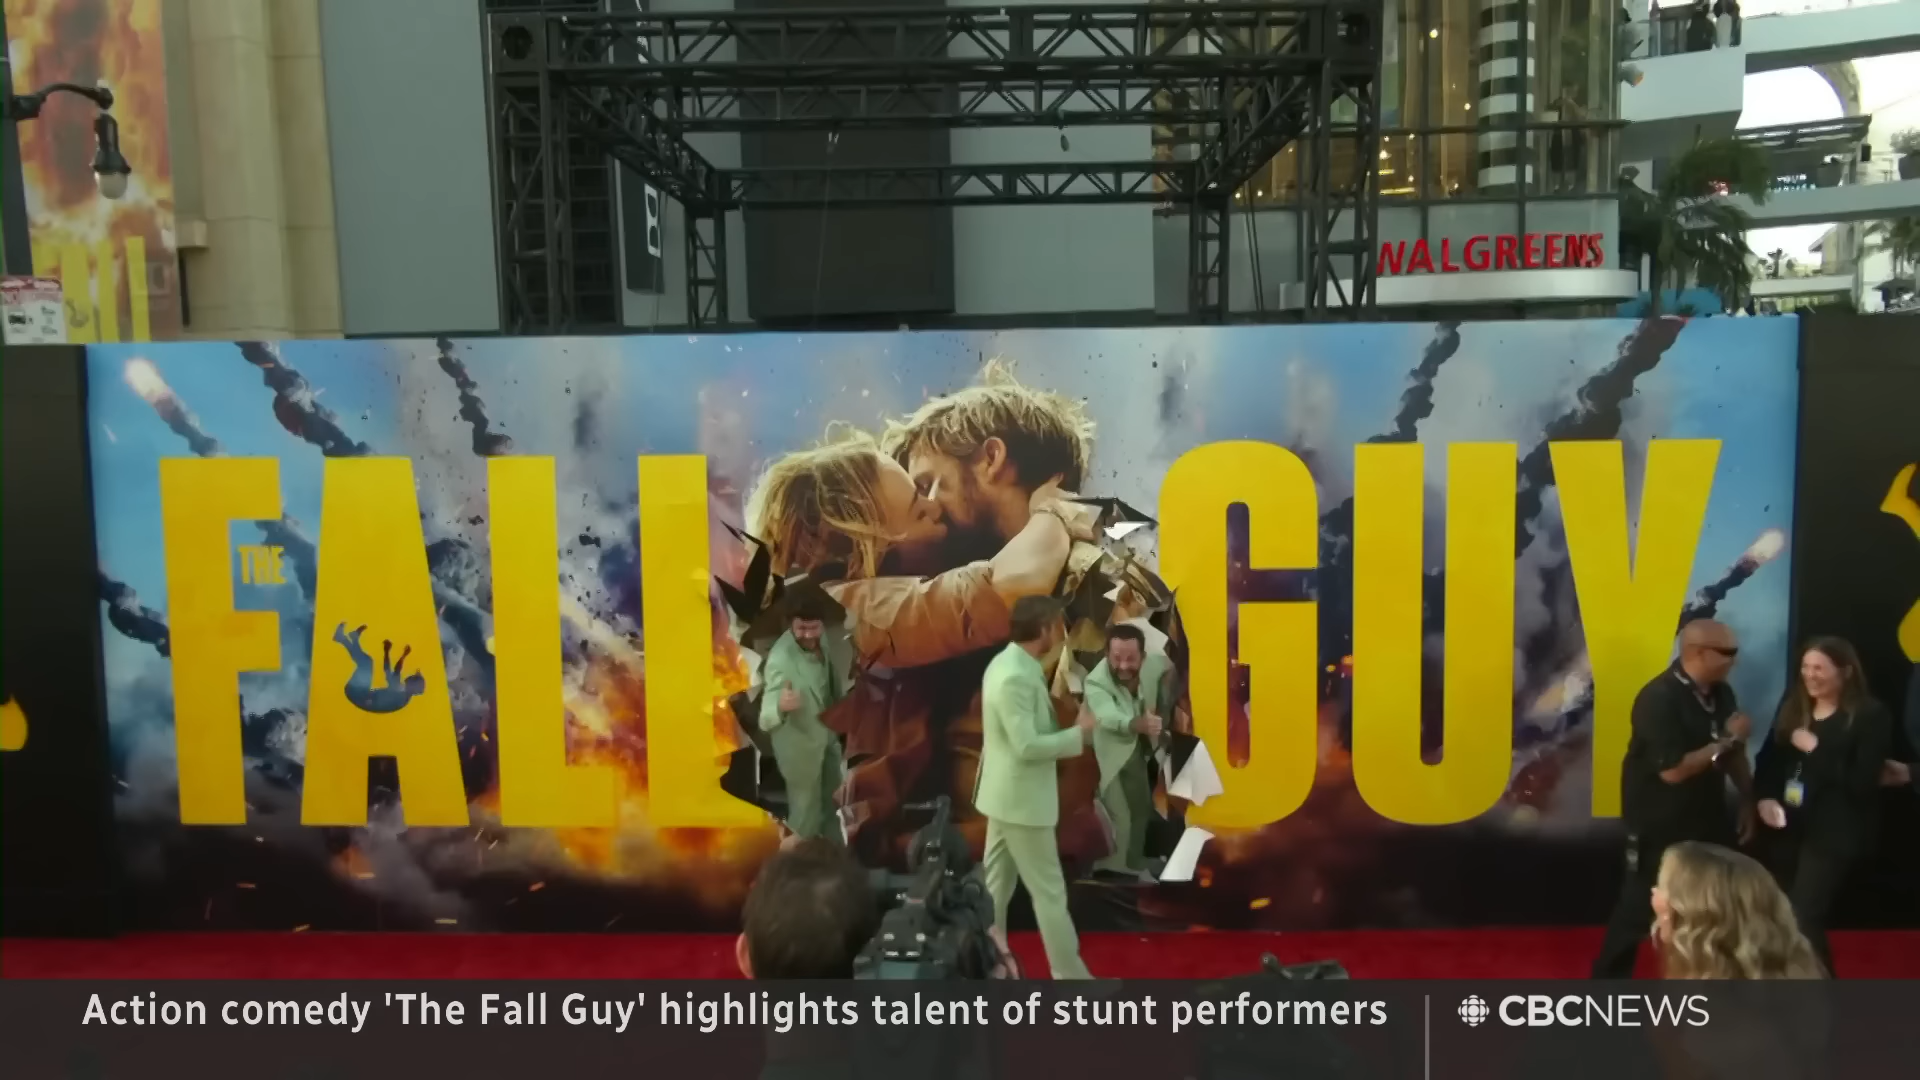 WALGREENS
THE
FALL GUY
Action comedy 'The Fall Guy' highlights talent of stunt performers
CBCNEWS